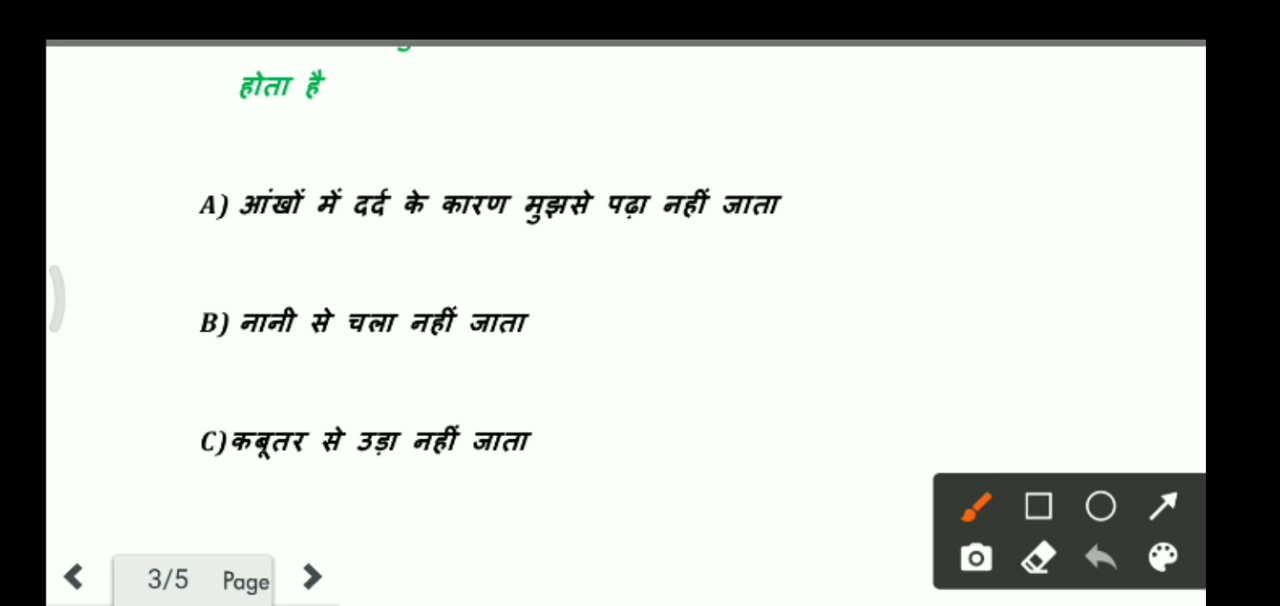 होता है
A) आंखों में दर्द के कारण मुझसे पढ़ा नहीं जाता
B) नानी से चला नहीं जाता
C)कबूतर से उड़ा नहीं जाता
3/5 Page